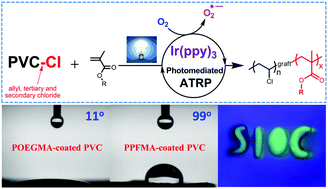 O₂ O₂•−
PVC-Cl + Ir(ppy)₃
allyl, tertiary and
secondary chloride
Photomediated
ATRP
O O R
n graft x
Cl O O R
11° 99°
POEGMA-coated PVC PPFMA-coated PVC
SIOC